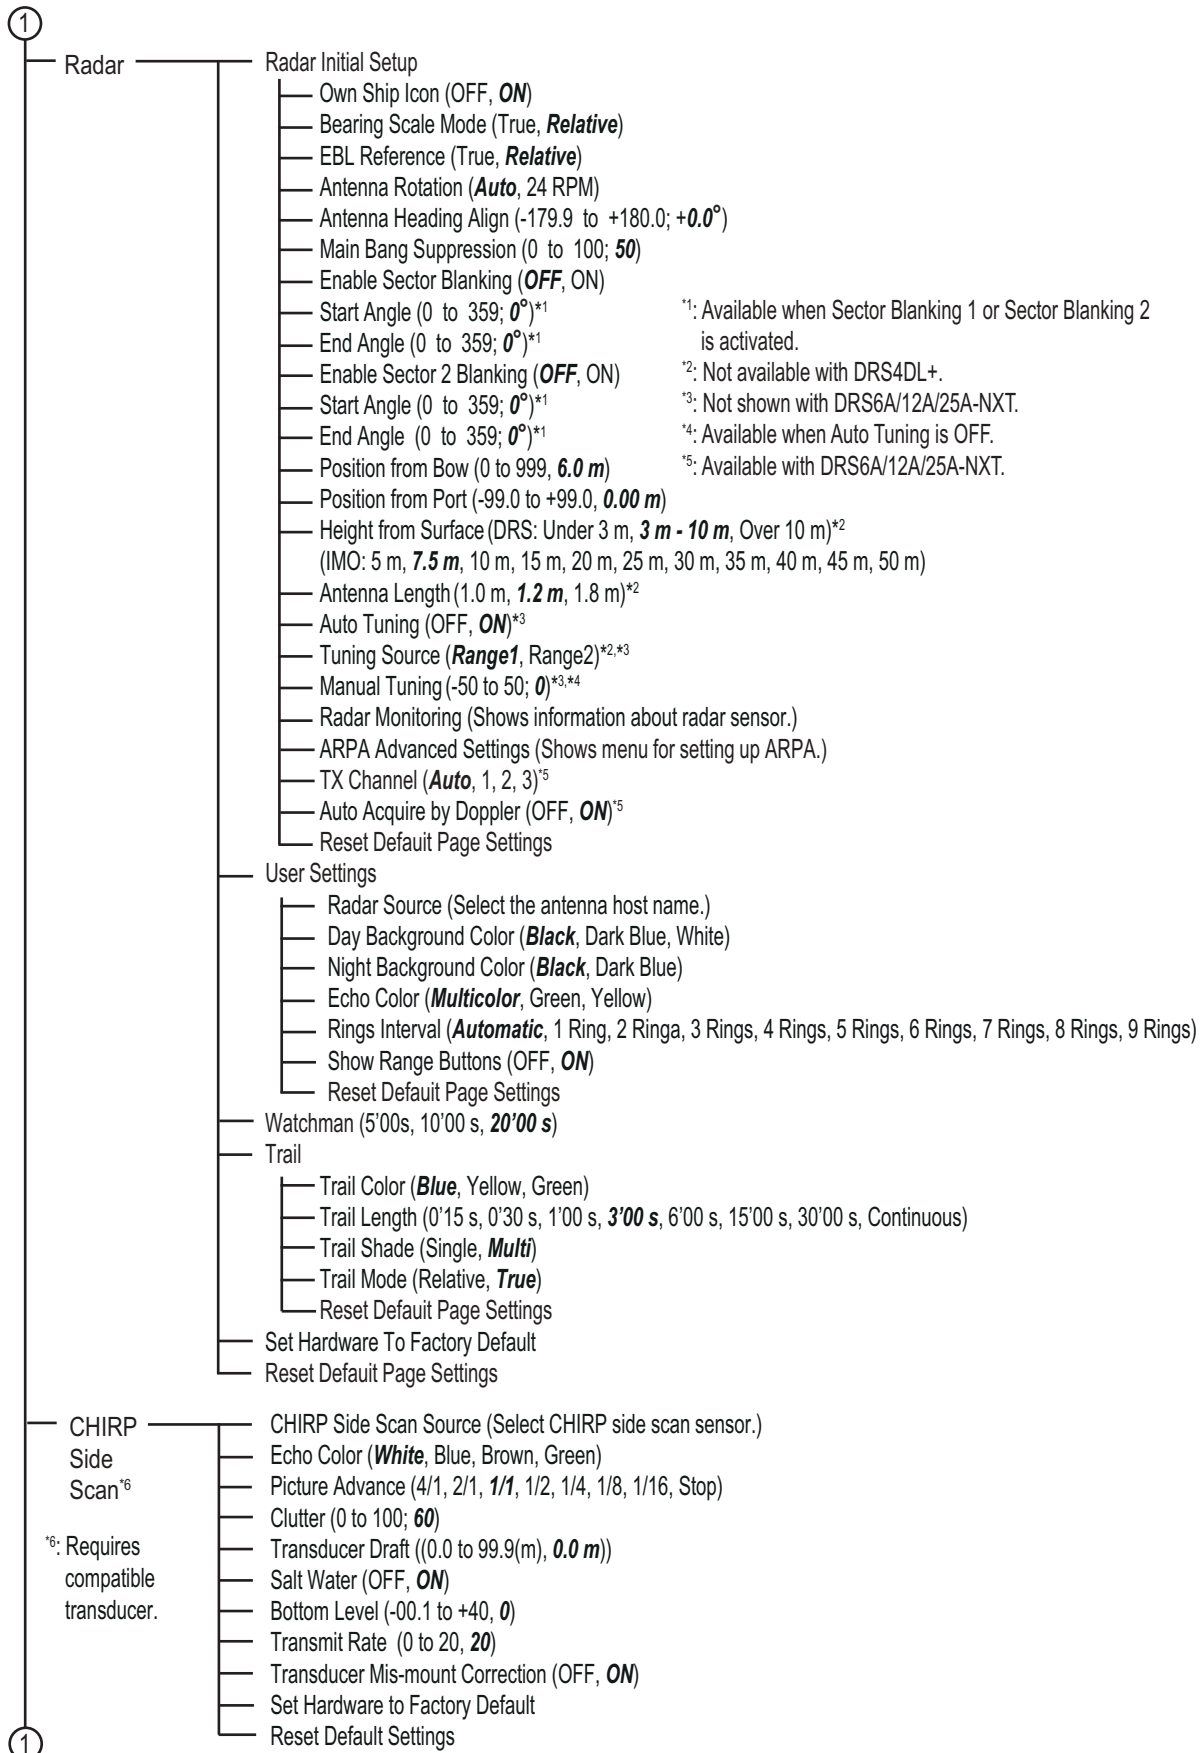 1
Radar
Radar Initial Setup
Own Ship Icon (OFF, ON)
Bearing Scale Mode (True, Relative)
EBL Reference (True, Relative)
Antenna Rotation (Auto, 24 RPM)
Antenna Heading Align (-179.9 to +180.0; +0.0°)
Main Bang Suppression (0 to 100; 50)
Enable Sector Blanking (OFF, ON)
Start Angle (0 to 359; 0°)*1
End Angle (0 to 359; 0°)*1
Enable Sector 2 Blanking (OFF, ON)
Start Angle (0 to 359; 0°)*1
End Angle (0 to 359; 0°)*1
Position from Bow (0 to 999, 6.0 m)
Position from Port (-99.0 to +99.0, 0.00 m)
Height from Surface (DRS: Under 3 m, 3 m - 10 m, Over 10 m)*2
(IMO: 5 m, 7.5 m, 10 m, 15 m, 20 m, 25 m, 30 m, 35 m, 40 m, 45 m, 50 m)
Antenna Length (1.0 m, 1.2 m, 1.8 m)*2
Auto Tuning (OFF, ON)*3
Tuning Source (Range1, Range2)*2,*3
Manual Tuning (-50 to 50; 0)*3,*4
Radar Monitoring (Shows information about radar sensor.)
ARPA Advanced Settings (Shows menu for setting up ARPA.)
TX Channel (Auto, 1, 2, 3)*5
Auto Acquire by Doppler (OFF, ON)*5
Reset Defauit Page Settings
*1: Available when Sector Blanking 1 or Sector Blanking 2
is activated.
*2: Not available with DRS4DL+.
*3: Not shown with DRS6A/12A/25A-NXT.
*4: Available when Auto Tuning is OFF.
*5: Available with DRS6A/12A/25A-NXT.
User Settings
Radar Source (Select the antenna host name.)
Day Background Color (Black, Dark Blue, White)
Night Background Color (Black, Dark Blue)
Echo Color (Multicolor, Green, Yellow)
Rings Interval (Automatic, 1 Ring, 2 Ringa, 3 Rings, 4 Rings, 5 Rings, 6 Rings, 7 Rings, 8 Rings, 9 Rings)
Show Range Buttons (OFF, ON)
Reset Defauit Page Settings
Watchman (5'00s, 10'00 s, 20'00 s)
Trail
Trail Color (Blue, Yellow, Green)
Trail Length (0'15 s, 0'30 s, 1'00 s, 3'00 s, 6'00 s, 15'00 s, 30'00 s, Continuous)
Trail Shade (Single, Multi)
Trail Mode (Relative, True)
Reset Defauit Page Settings
Set Hardware To Factory Default
Reset Defauit Page Settings
CHIRP
Side
Scan*6
*6: Requires
compatible
transducer.
CHIRP Side Scan Source (Select CHIRP side scan sensor.)
Echo Color (White, Blue, Brown, Green)
Picture Advance (4/1, 2/1, 1/1, 1/2, 1/4, 1/8, 1/16, Stop)
Clutter (0 to 100; 60)
Transducer Draft ((0.0 to 99.9(m), 0.0 m))
Salt Water (OFF, ON)
Bottom Level (-00.1 to +40, 0)
Transmit Rate (0 to 20, 20)
Transducer Mis-mount Correction (OFF, ON)
Set Hardware to Factory Default
Reset Default Settings
1